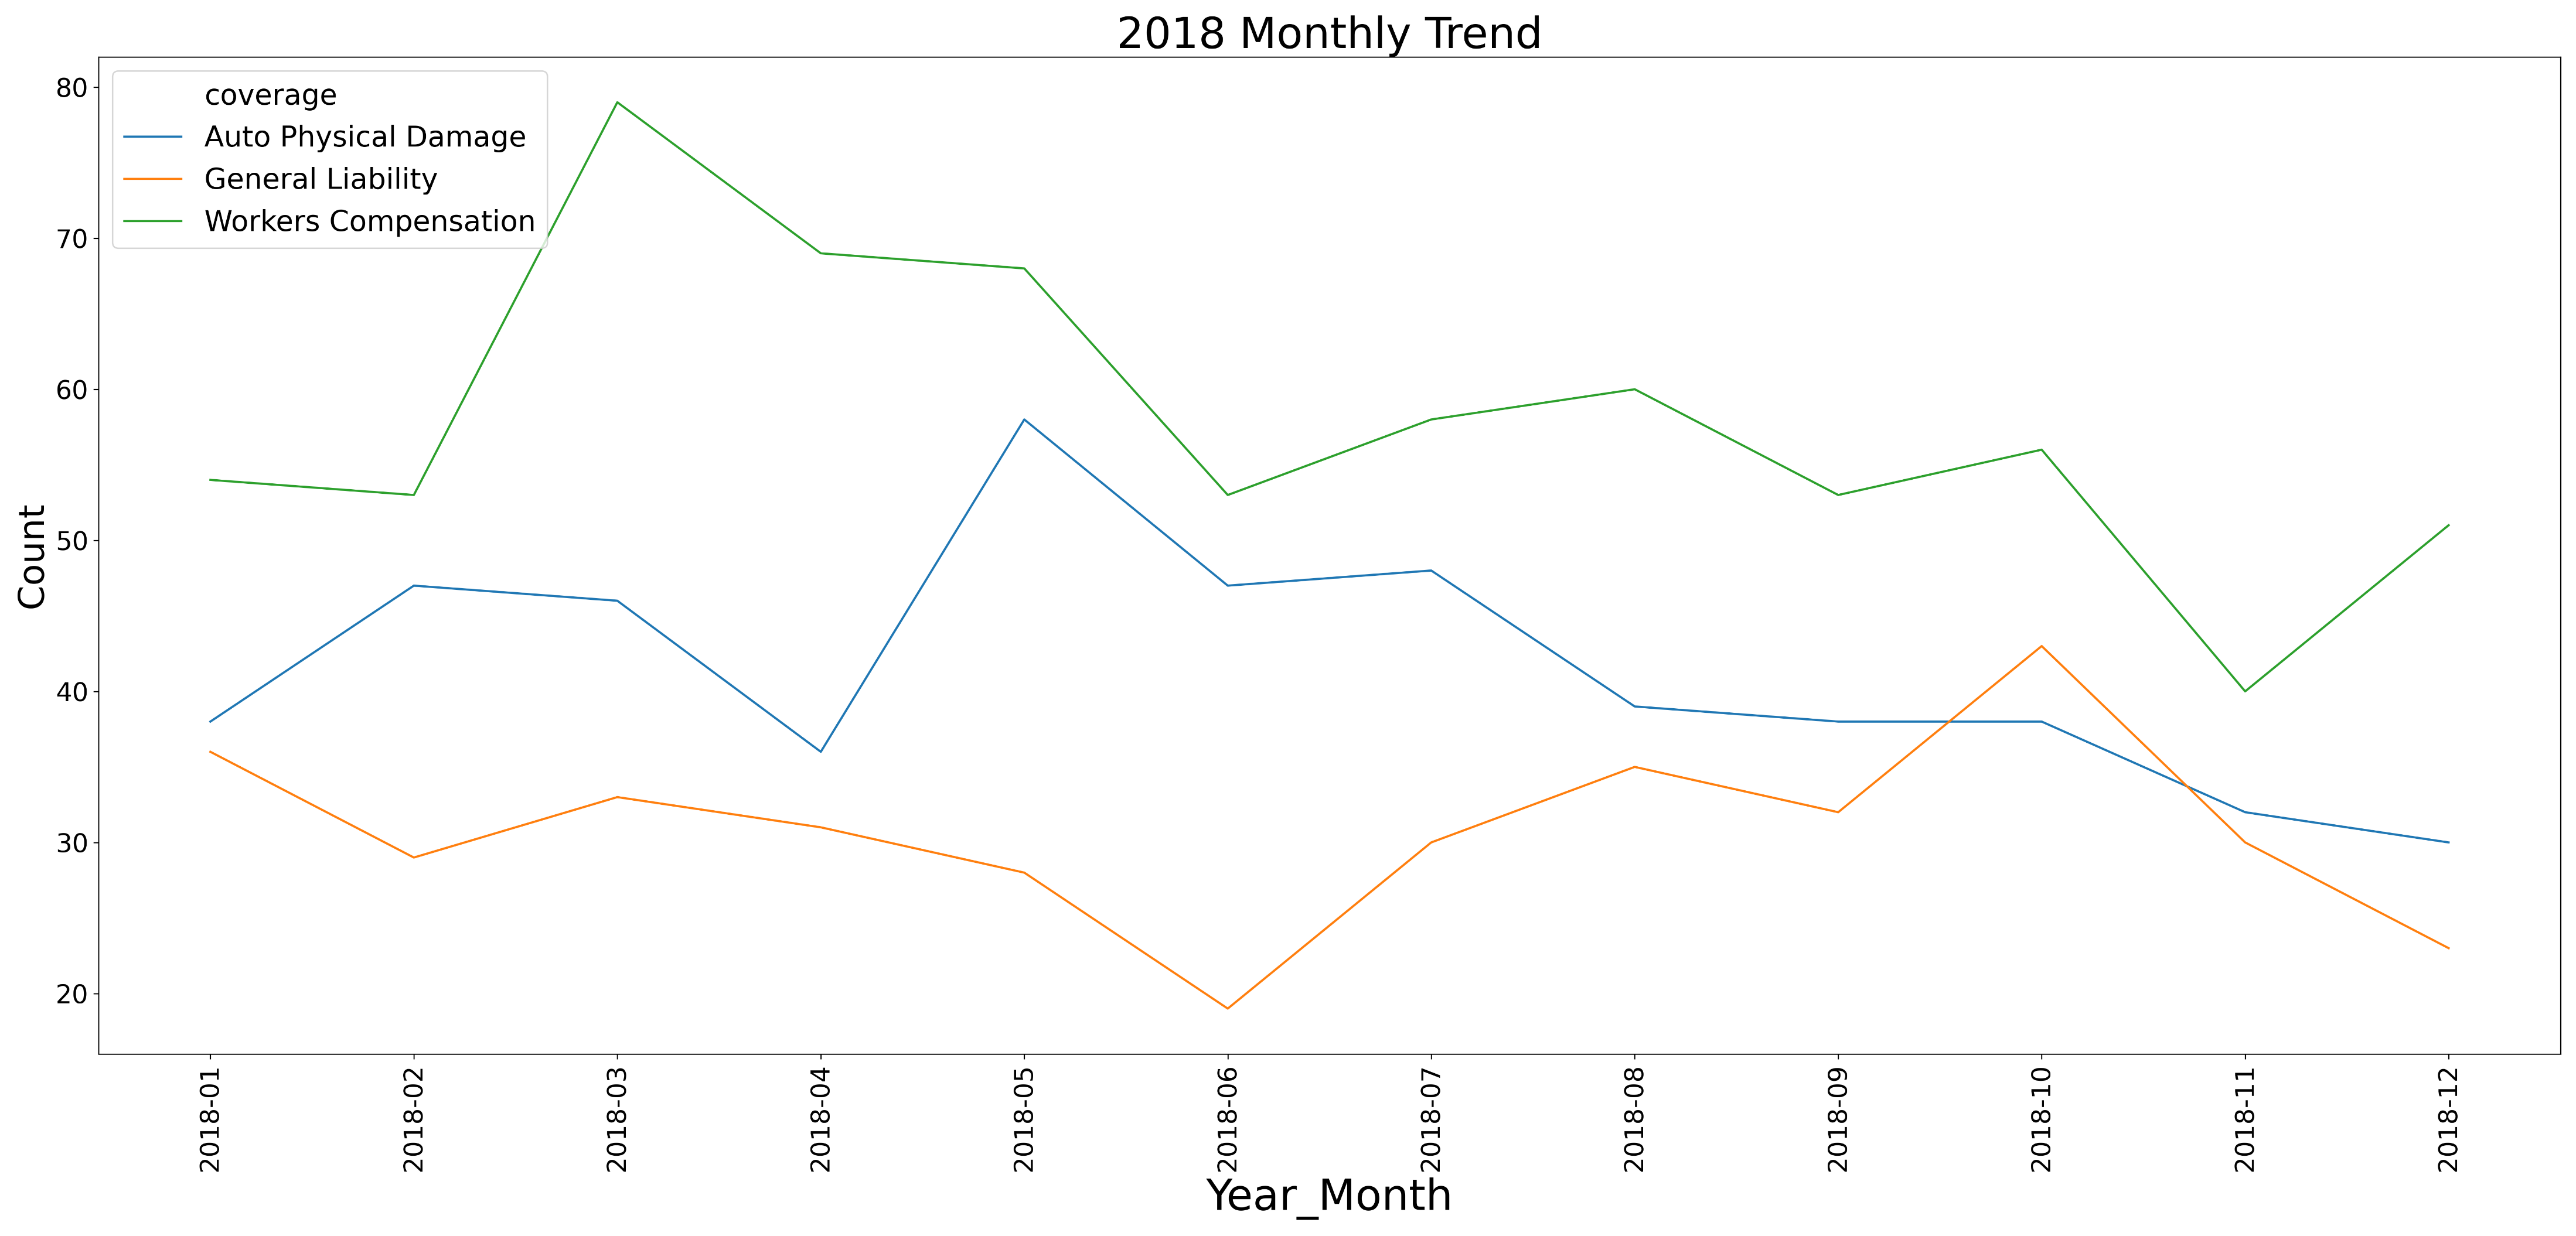 2018 Monthly Trend
coverage
Auto Physical Damage
General Liability
Workers Compensation
Count
80
70
60
50
40
30
20
2018-01
2018-02
2018-03
2018-04
2018-05
2018-06
2018-07
2018-08
2018-09
2018-10
2018-11
2018-12
Year_Month